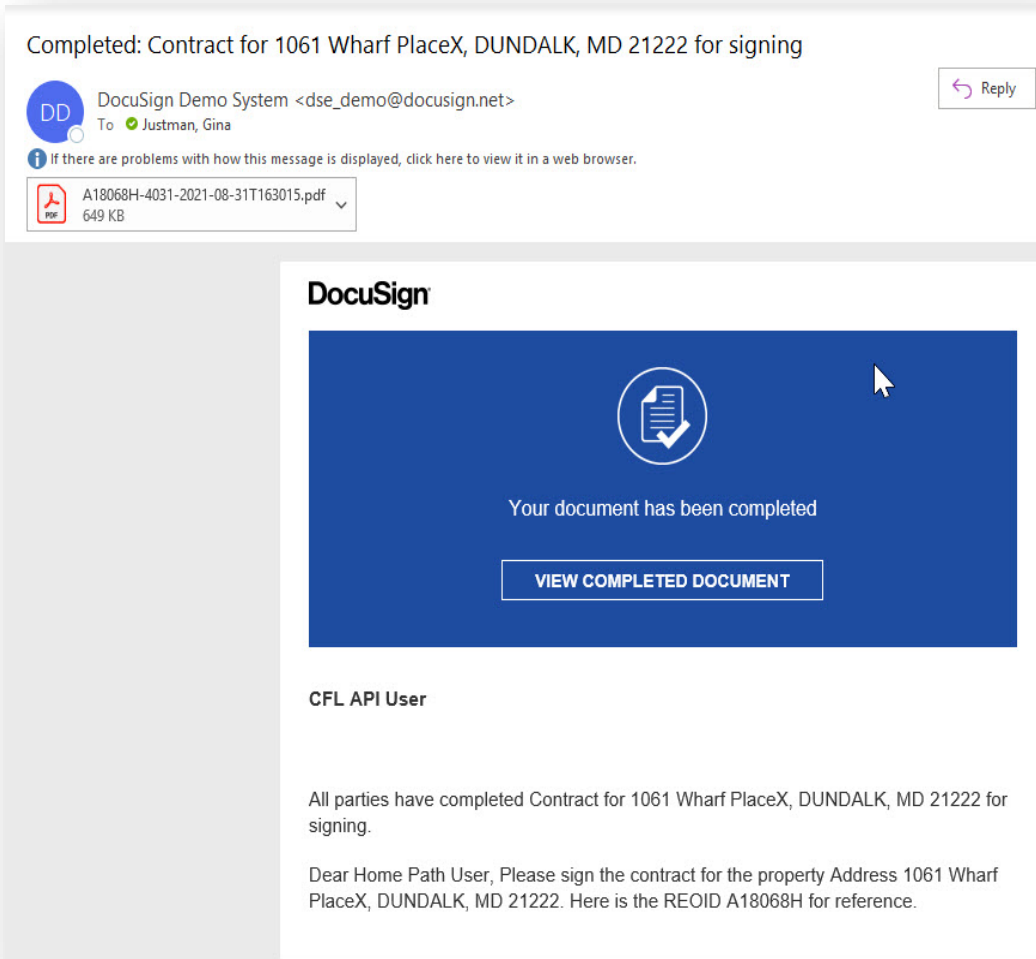 Completed: Contract for 1061 Wharf PlaceX, DUNDALK, MD 21222 for signing
DD
DocuSign Demo System <dse_demo@docusign.net>
Reply
To Justman, Gina
If there are problems with how this message is displayed, click here to view it in a web browser.
PDF
A18068H-4031-2021-08-31T163015.pdf
649 KB
DocuSign
Your document has been completed
VIEW COMPLETED DOCUMENT
CFL API User
All parties have completed Contract for 1061 Wharf PlaceX, DUNDALK, MD 21222 for
signing.
Dear Home Path User, Please sign the contract for the property Address 1061 Wharf
PlaceX, DUNDALK, MD 21222. Here is the REOID A18068H for reference.